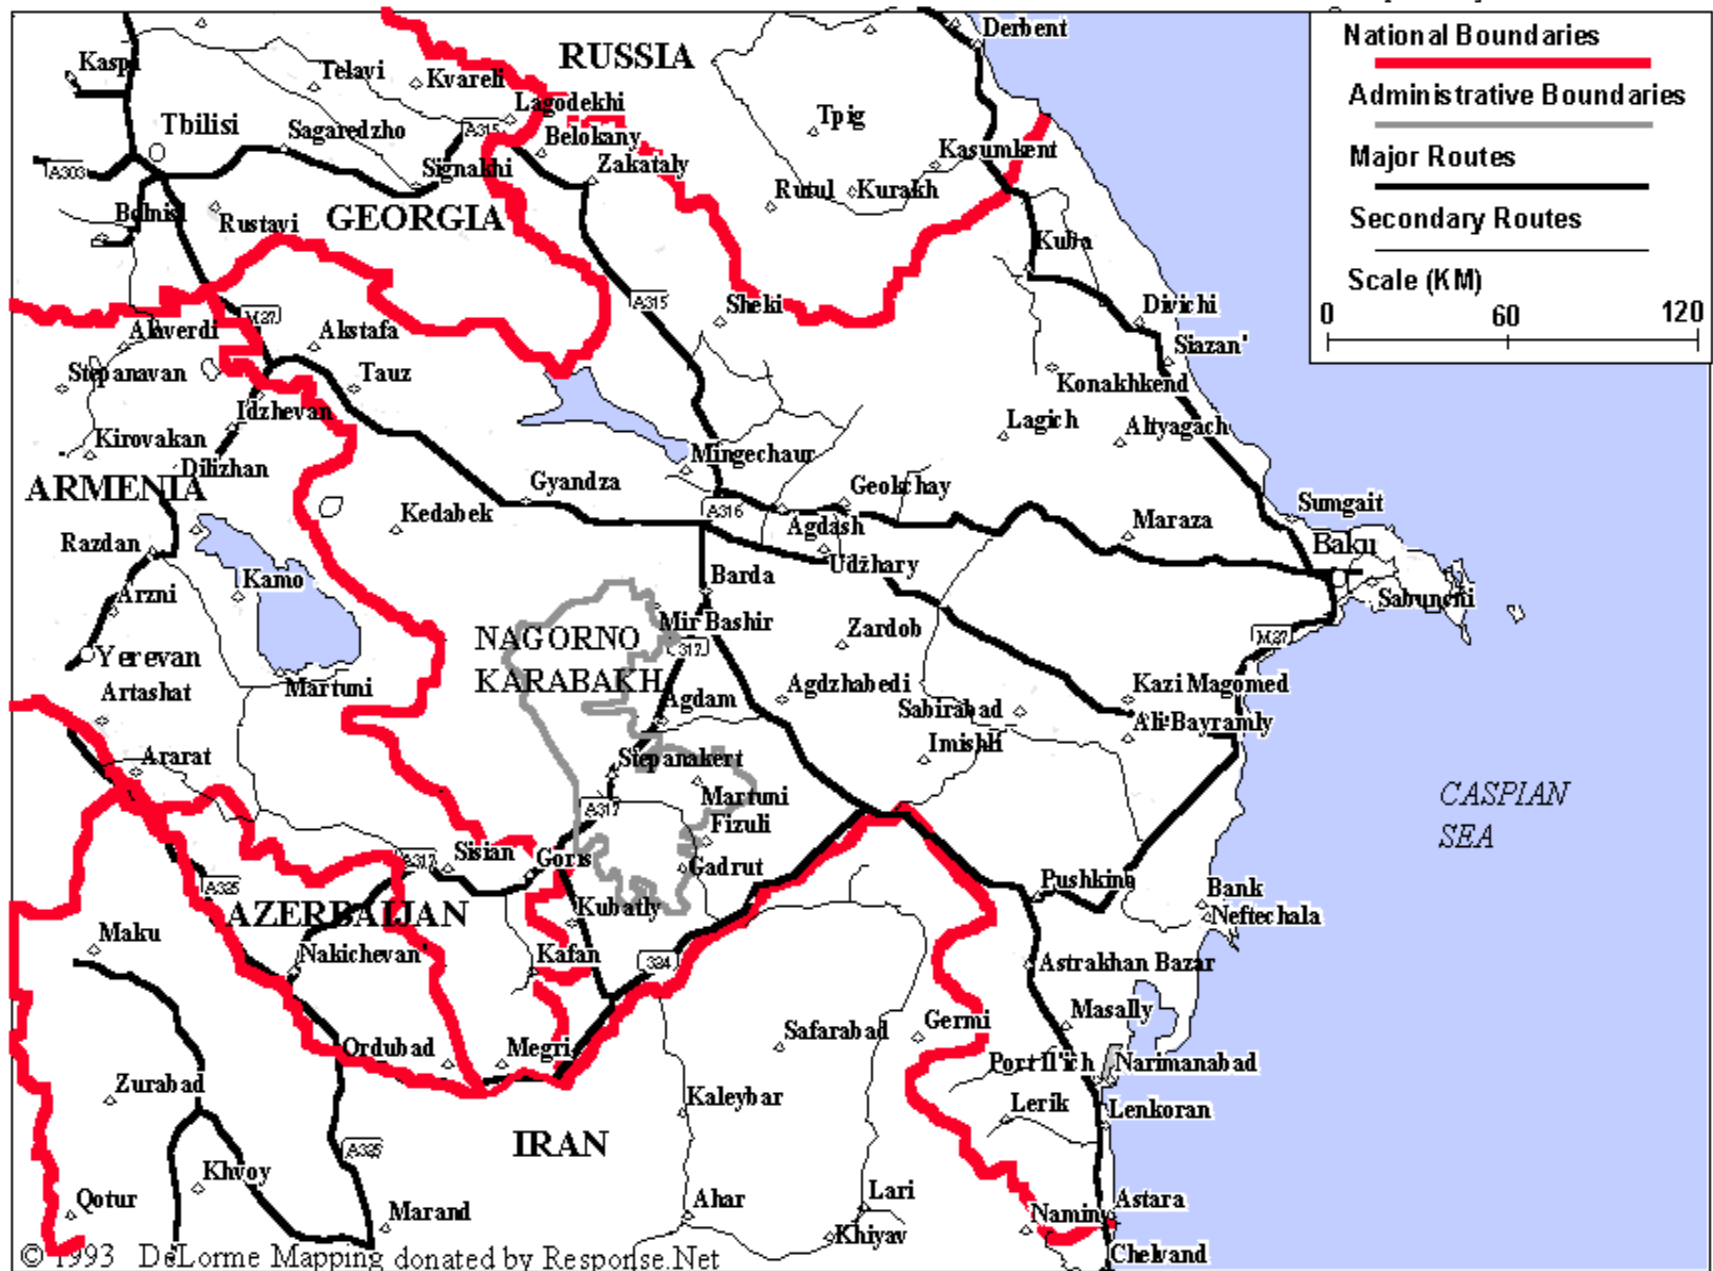 Derbent
National Boundaries
Administrative Boundaries
Major Routes
Secondary Routes
Scale (KM)
0 60 120
RUSSIA
Kaspi
Telavi
Kvareli
Lagodekhi
Tpig
Tbilisi
Sagaredzho
A315
Belokany
Kasumkent
A303
Signakhi
Zakataly
Rutul
Kurakh
Bolnisi
Rustavi
GEORGIA
Kuba
A315
Sheki
Divichi
M27
Alaverdi
Akstafa
Siazan'
Stepanavan
Tauz
Konakhkend
Idzhevan
Lagich
Altyagach
Kirovakan
Mingechaur
Dilizhan
ARMENIA
Gyandza
Geokchay
Sumgait
Kedabek
A316
Agdash
Maraza
Razdan
Baku
Udzhary
Kamo
Barda
Arzni
Sabunchi
Mir Bashir
Zardob
NAGORNO
KARABAKH
317
M27
Yerevan
Artashat
Martuni
Agdam
Agdzhabedi
Kazi Magomed
Sabirabad
Ali Bayramly
Ararat
Stepanakert
Imishli
CASPIAN
SEA
Martuni
A317
Fizuli
A317
Sisian
Goris
Gadrut
A325
Pushkino
Bank
Neftechala
AZERBAIJAN
Kubatly
Maku
Nakichevan
Kafan
324
Astrakhan Bazar
Masally
Germi
Safarabad
Ordubad
Megri
Port Il'ich
Narimanabad
Zurabad
Kaleybar
Lerik
Lenkoran
IRAN
A325
Khvoy
Qotur
Marand
Ahar
Lari
Astara
Namin
Khiyav
Chelvand
© 1993 DeLorme Mapping donated by Response.Net